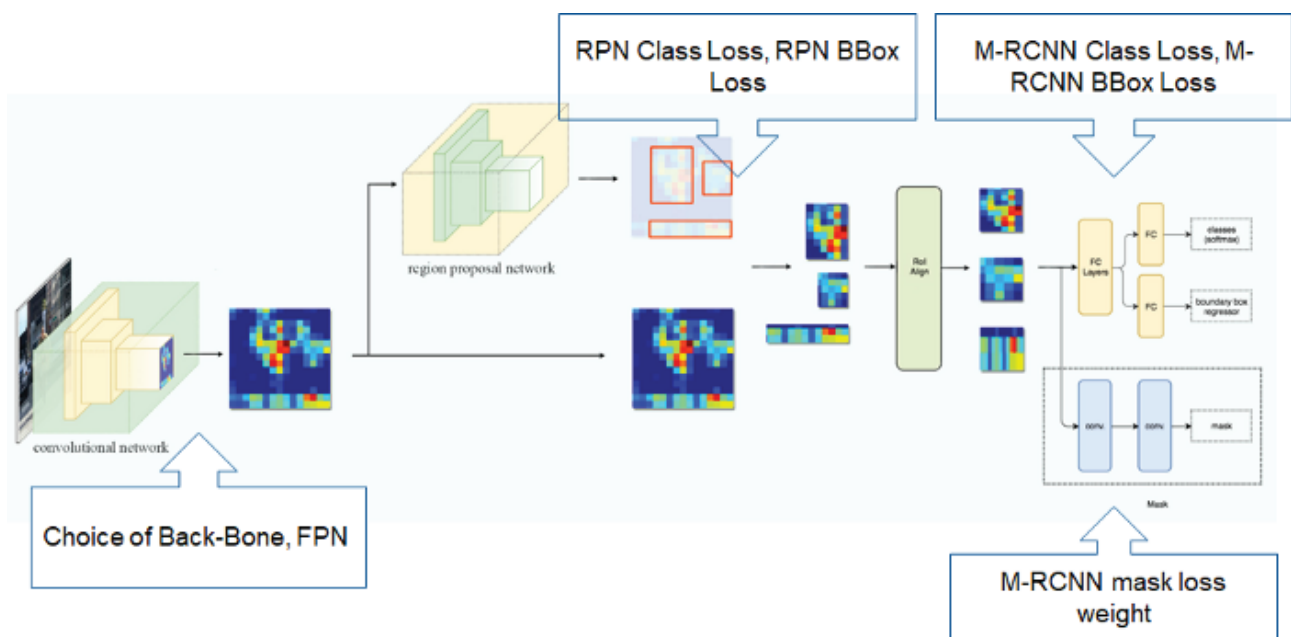 RPN Class Loss, RPN BBox
Loss
M-RCNN Class Loss, M-
RCNN BBox Loss
region proposal network
RoI
Align
FC
Layers
FC
classes
(softmax)
FC
boundary box
regressor
convolutional network
conv.
conv.
mask
Mask
Choice of Back-Bone, FPN
M-RCNN mask loss
weight